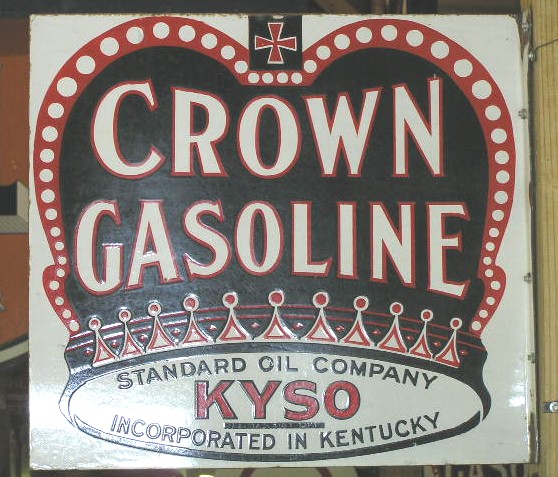 CROWN
GASOLINE
STANDARD OIL COMPANY
KYSO
INCORPORATED IN KENTUCKY